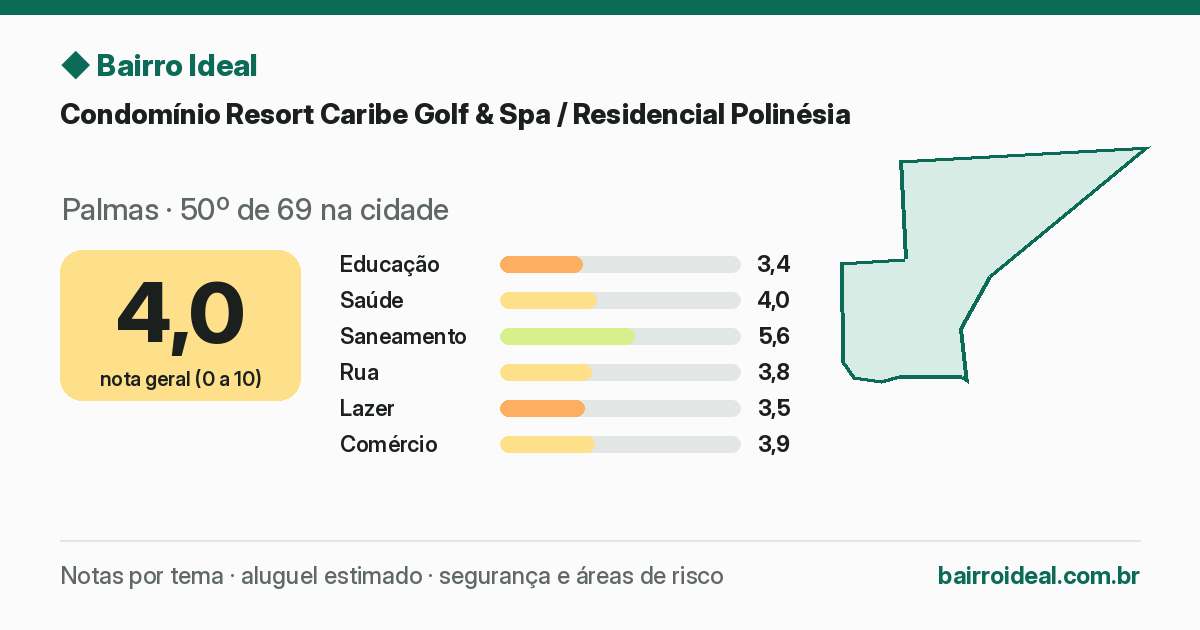 Bairro Ideal
Condomínio Resort Caribe Golf & Spa / Residencial Polinésia
Palmas · 50º de 69 na cidade
4,0
nota geral (0 a 10)
Educação 3,4
Saúde 4,0
Saneamento 5,6
Rua 3,8
Lazer 3,5
Comércio 3,9
Notas por tema · aluguel estimado · segurança e áreas de risco
bairroideal.com.br